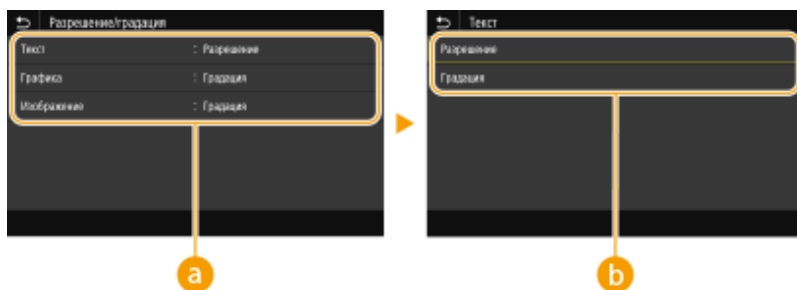 Разрешение/градация
Текст : Разрешение
Графика : Градация
Изображение : Градация
a
Текст
Разрешение
Градация
b